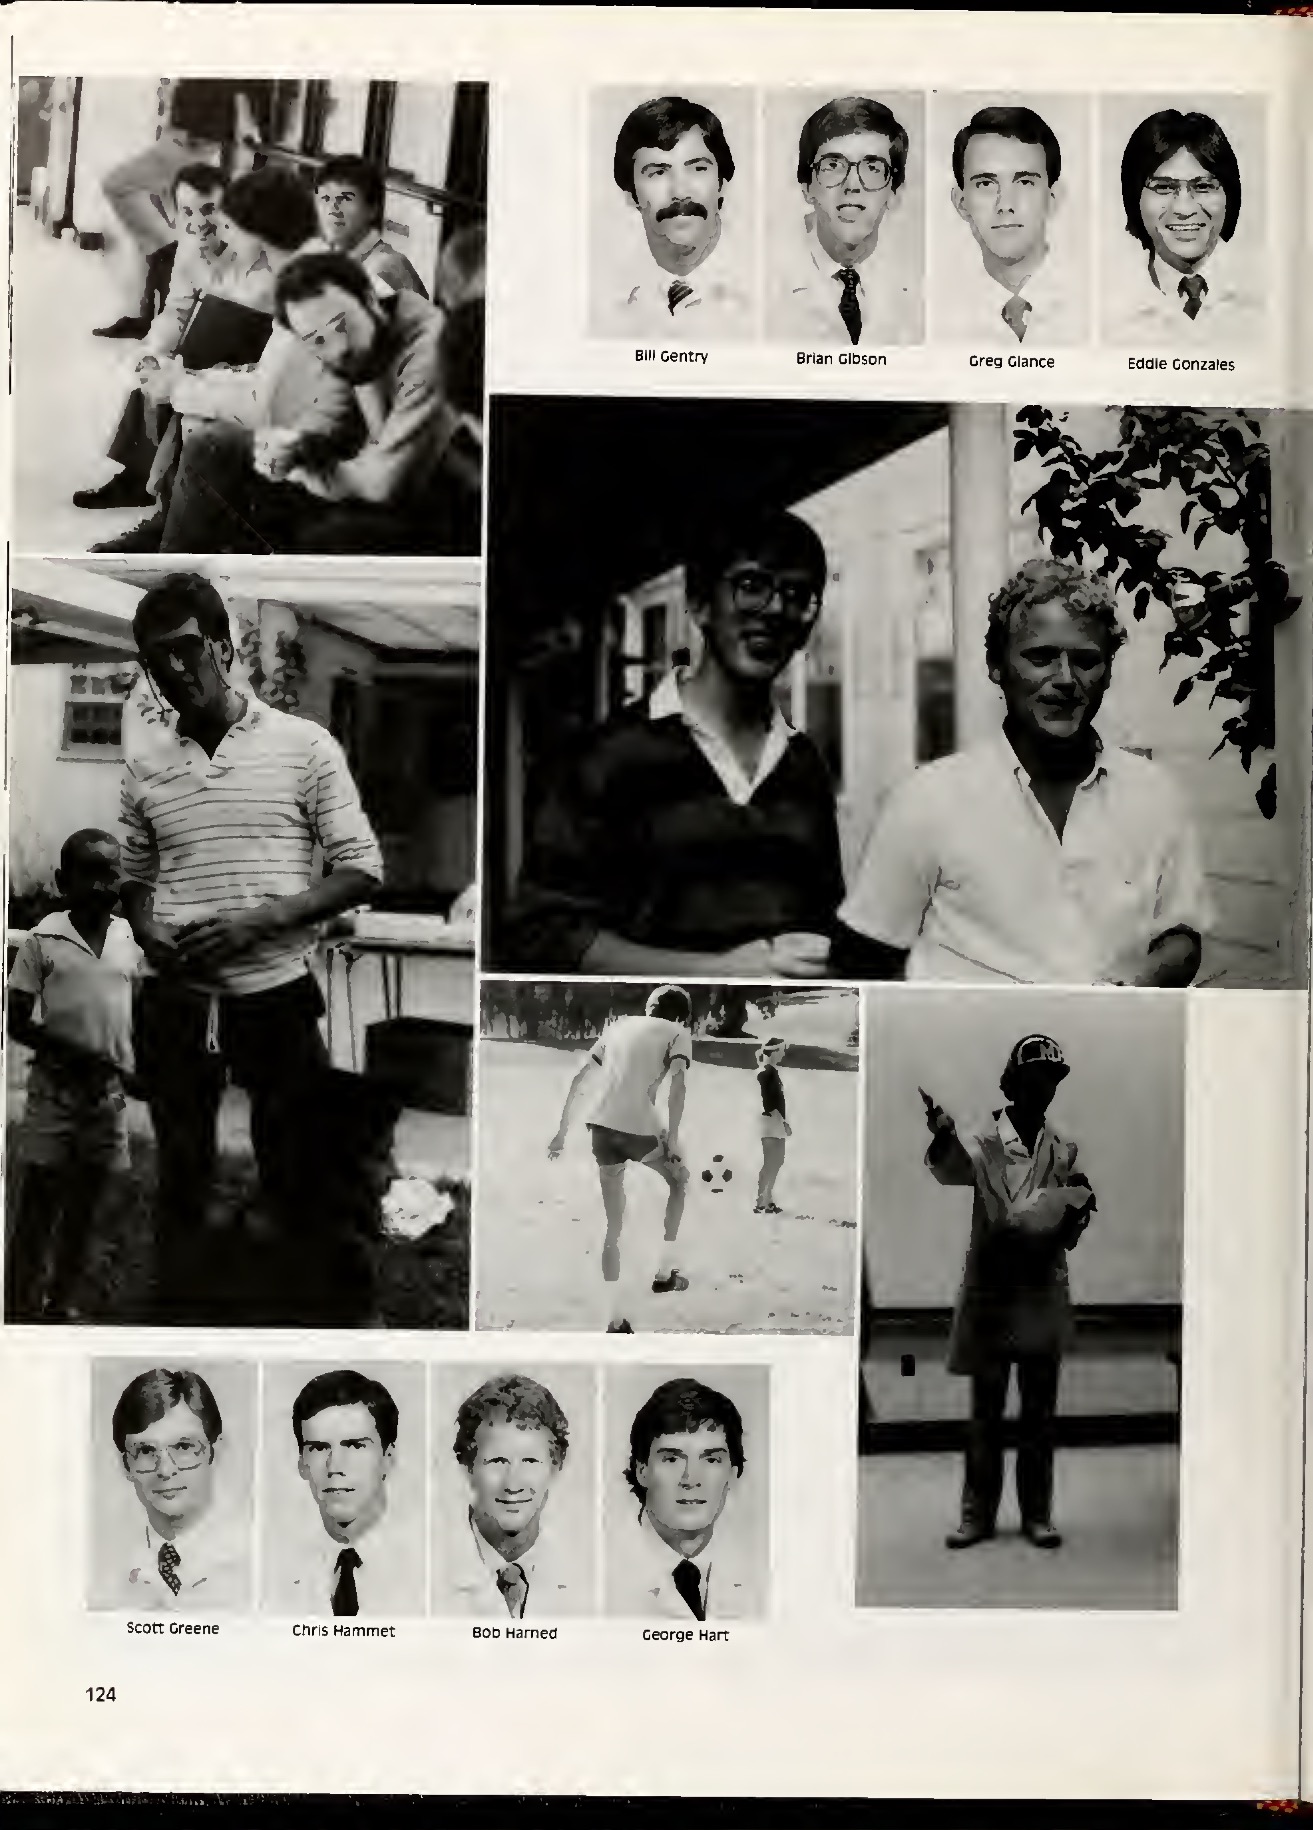 Bill Gentry
Brian Gibson
Greg Glance
Eddie Gonzales
Scott Greene
Chris Hammet
Bob Harned
George Hart
124